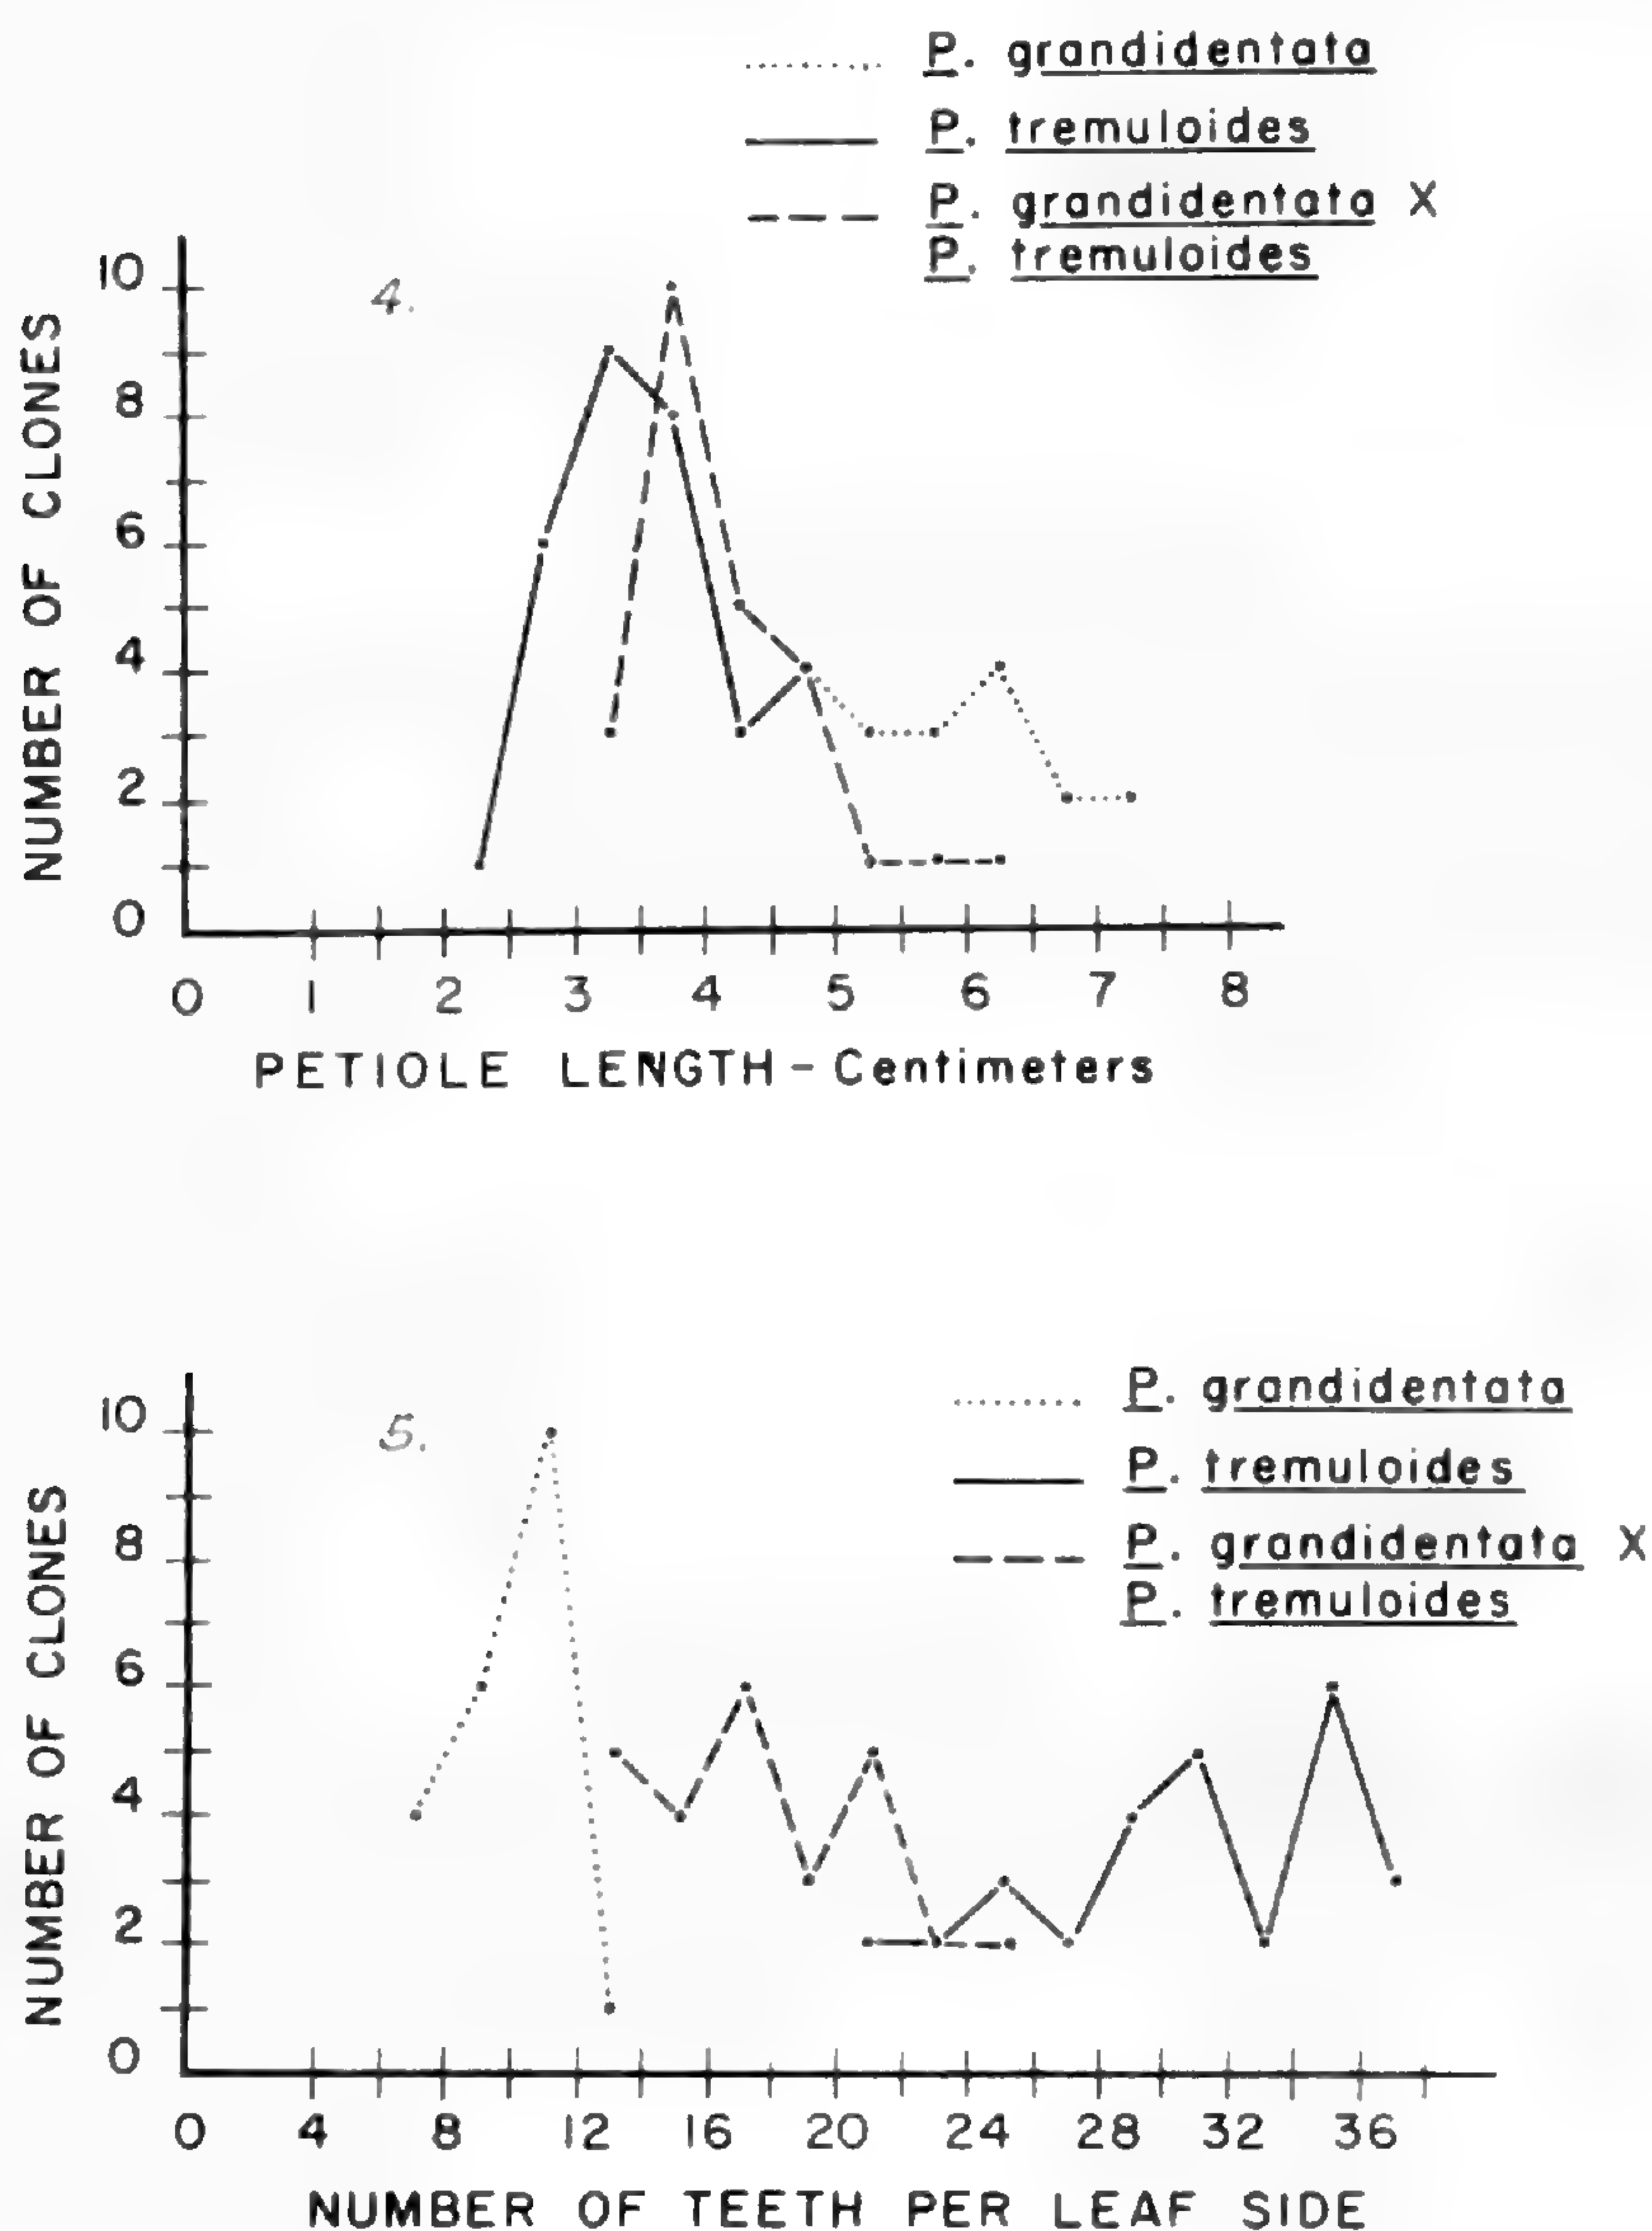 P. grandidentata
P. tremuloides
P. grandidentata X
P. tremuloides
4.
NUMBER OF CLONES
10
8
6
4
2
0
0 1 2 3 4 5 6 7 8
PETIOLE LENGTH - Centimeters
P. grandidentata
P. tremuloides
P. grandidentata X
P. tremuloides
5.
NUMBER OF CLONES
10
8
6
4
2
0
0 4 8 12 16 20 24 28 32 36
NUMBER OF TEETH PER LEAF SIDE